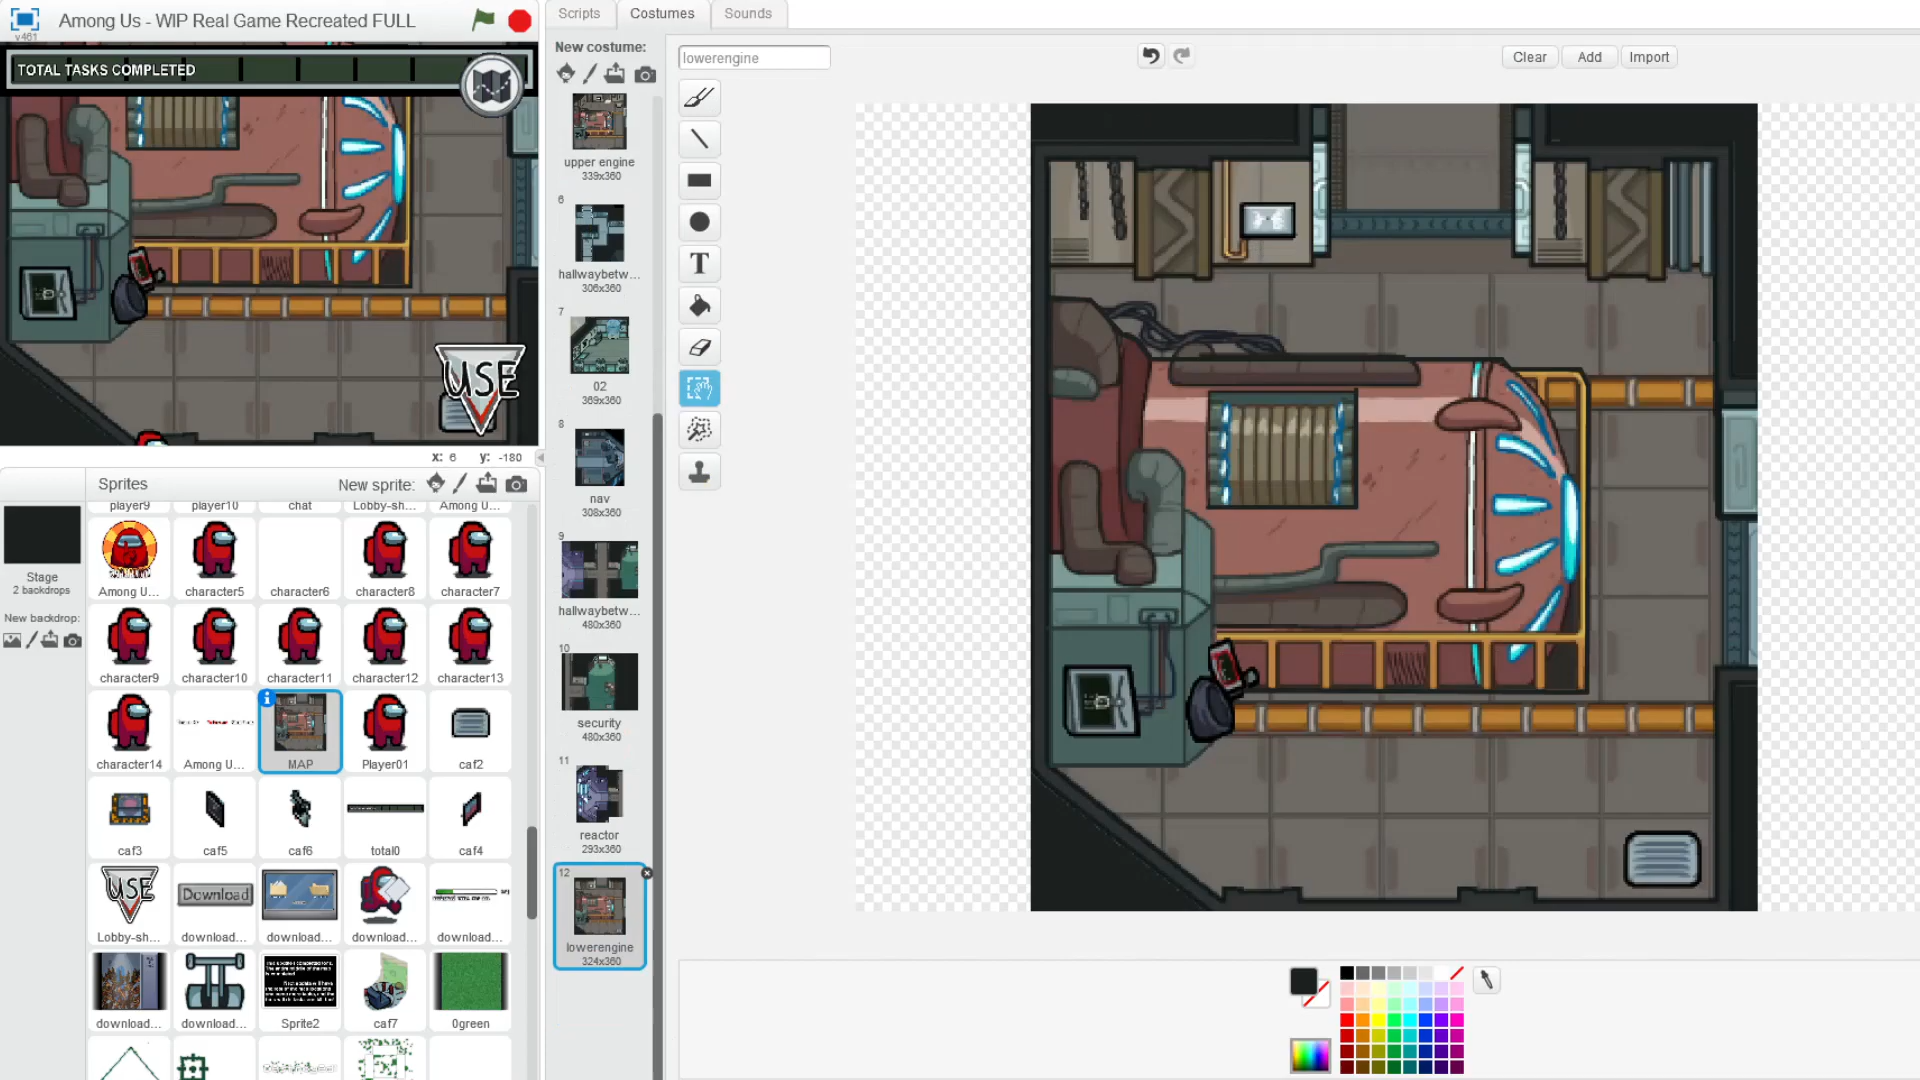 Among Us - WIP Real Game Recreated FULL
v461
TOTAL TASKS COMPLETED
USE
x: 6 y: -180
Scripts
Costumes
Sounds
New costume:
upper engine
339x360
6
hallwaybetw...
306x360
7
02
369x360
8
nav
308x360
9
hallwaybetw...
480x360
10
security
480x360
11
reactor
293x360
12
lowerengine
324x360
lowerengine
Clear
Add
Import
T
Sprites
New sprite:
Stage
2 backdrops
New backdrop:
player9
player10
chat
Lobby-sh...
Among U...
Among U...
character5
character6
character8
character7
character9
character10
character11
character12
character13
character14
Among U...
MAP
Player01
caf2
caf3
caf5
caf6
total0
caf4
USE
Download
Lobby-sh...
download...
download...
download...
download...
download...
download...
Sprite2
caf7
0green